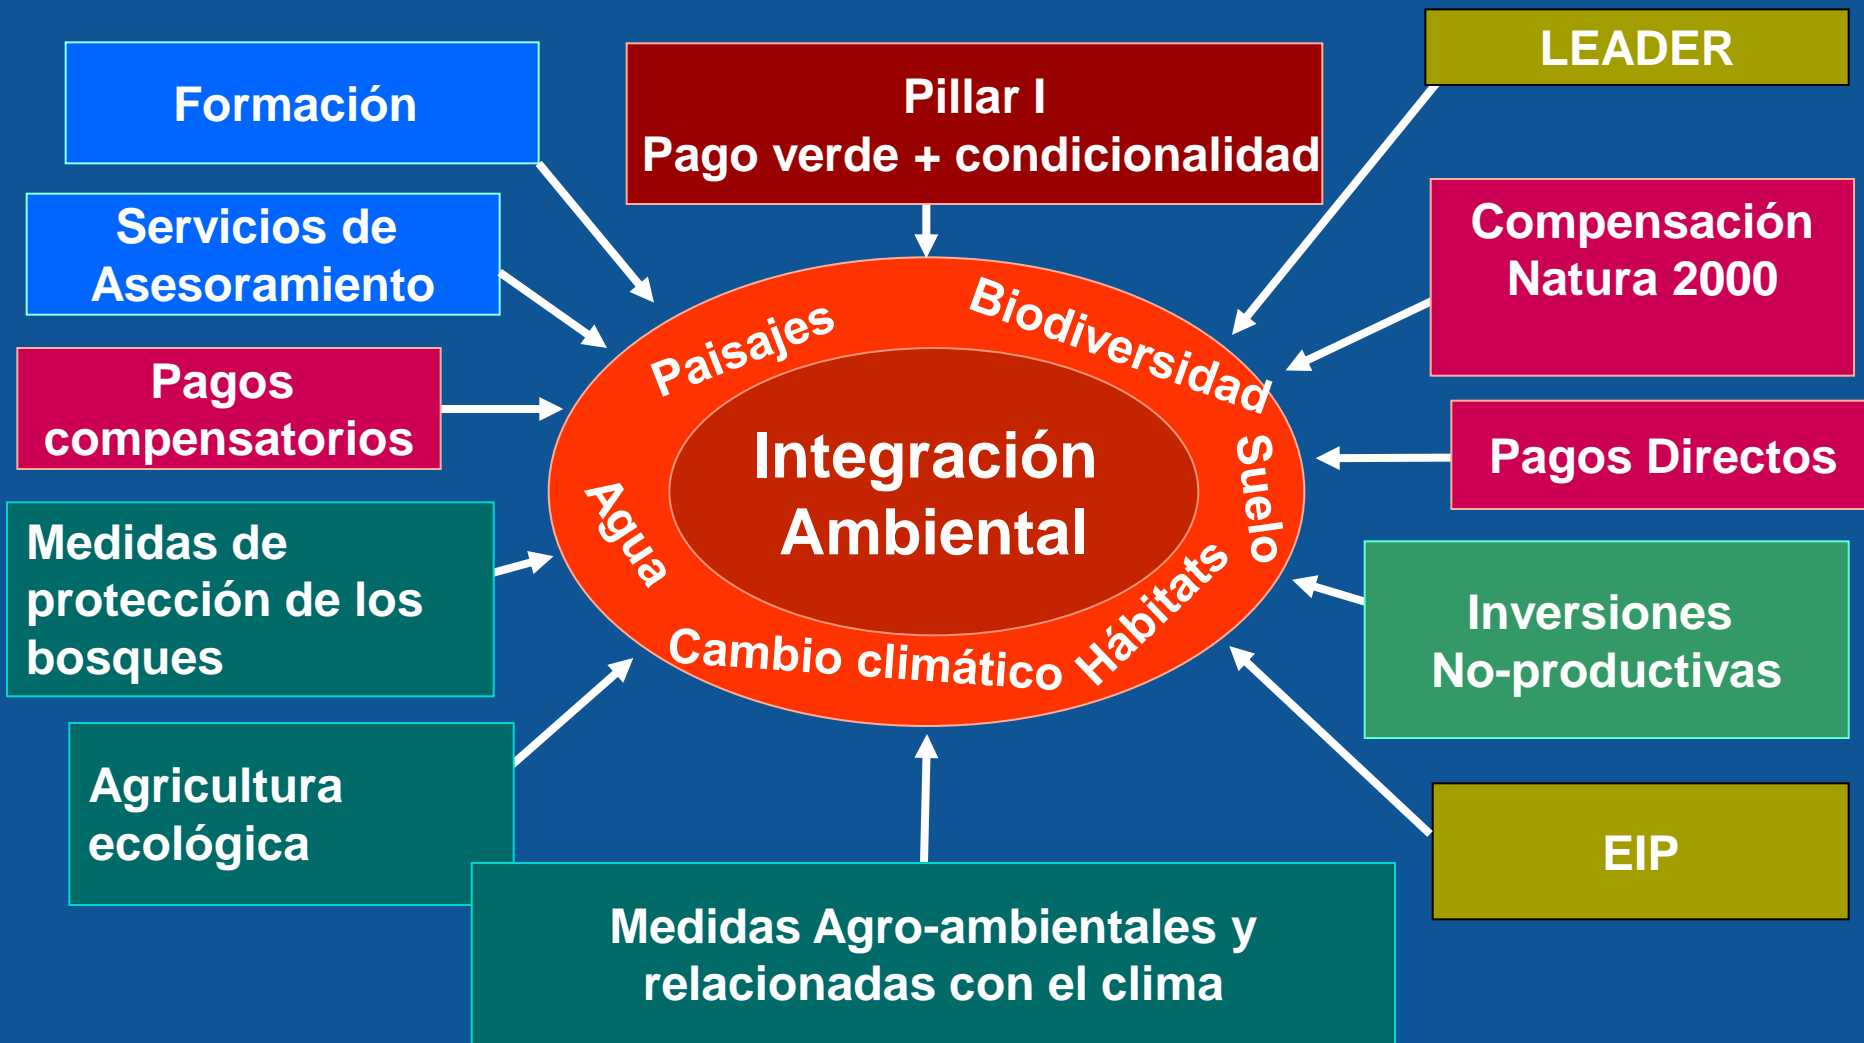 Formación
Pillar I
Pago verde + condicionalidad
LEADER
Servicios de
Asesoramiento
Compensación
Natura 2000
Pagos
compensatorios
Pagos Directos
Medidas de
protección de los
bosques
Inversiones
No-productivas
Agricultura
ecológica
EIP
Medidas Agro-ambientales y
relacionadas con el clima
Paisajes
Biodiversidad
Suelo
Hábitats
Cambio climático
Agua
Integración
Ambiental